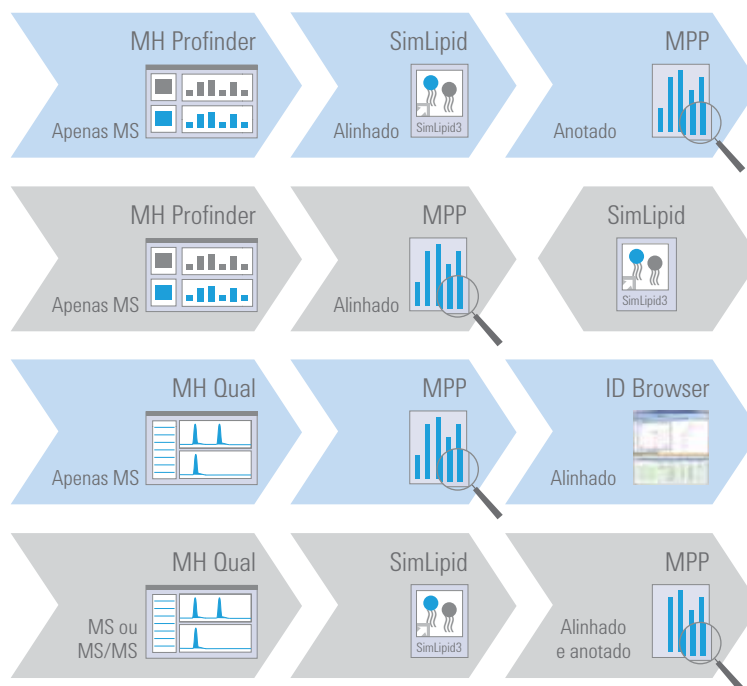 MH Profinder
SimLipid
MPP
Apenas MS
Alinhado
SimLipid3
Anotado
MH Profinder
MPP
SimLipid
Apenas MS
Alinhado
SimLipid3
MH Qual
MPP
ID Browser
Apenas MS
Alinhado
MH Qual
SimLipid
MPP
MS ou
MS/MS
SimLipid3
Alinhado
e anotado